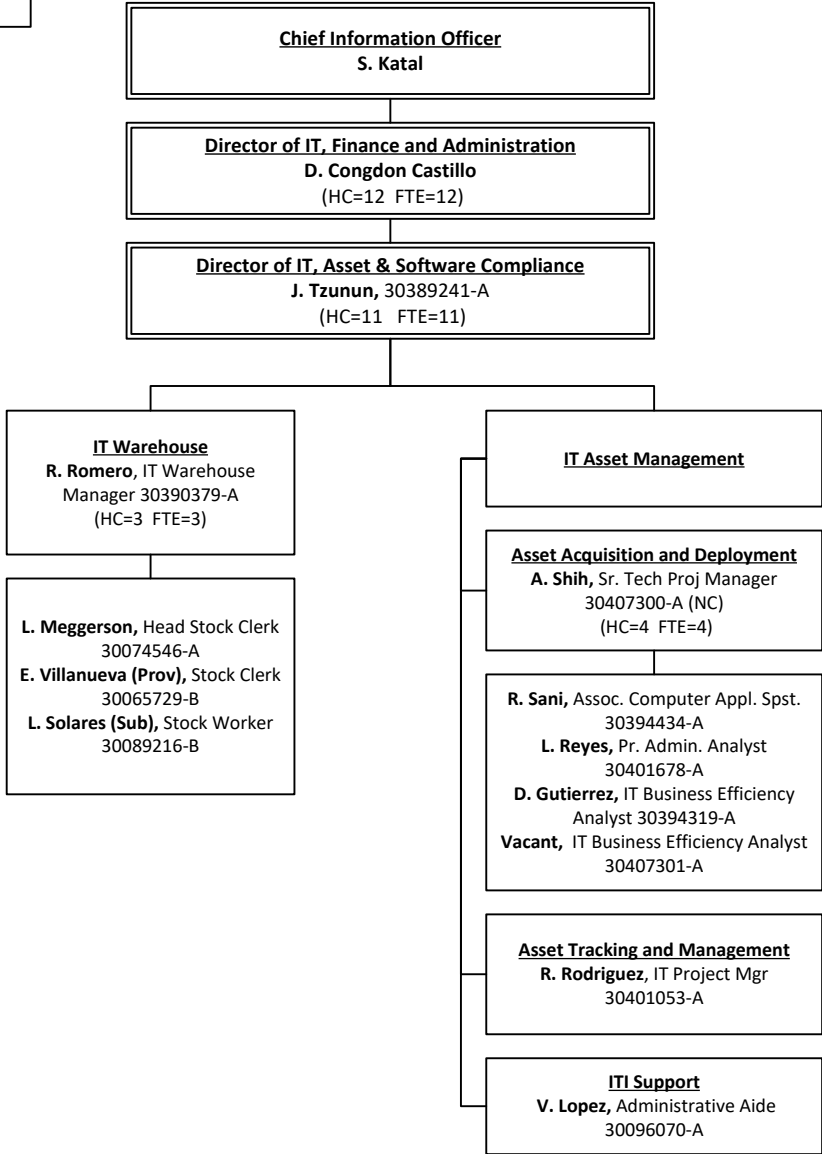 Chief Information Officer
S. Katal
Director of IT, Finance and Administration
D. Congdon Castillo
(HC=12 FTE=12)
Director of IT, Asset & Software Compliance
J. Tzunun, 30389241-A
(HC=11 FTE=11)
IT Warehouse
R. Romero, IT Warehouse
Manager 30390379-A
(HC=3 FTE=3)
L. Meggerson, Head Stock Clerk
30074546-A
E. Villanueva (Prov), Stock Clerk
30065729-B
L. Solares (Sub), Stock Worker
30089216-B
IT Asset Management
Asset Acquisition and Deployment
A. Shih, Sr. Tech Proj Manager
30407300-A (NC)
(HC=4 FTE=4)
R. Sani, Assoc. Computer Appl. Spst.
30394434-A
L. Reyes, Pr. Admin. Analyst
30401678-A
D. Gutierrez, IT Business Efficiency
Analyst 30394319-A
Vacant, IT Business Efficiency Analyst
30407301-A
Asset Tracking and Management
R. Rodriguez, IT Project Mgr
30401053-A
ITI Support
V. Lopez, Administrative Aide
30096070-A